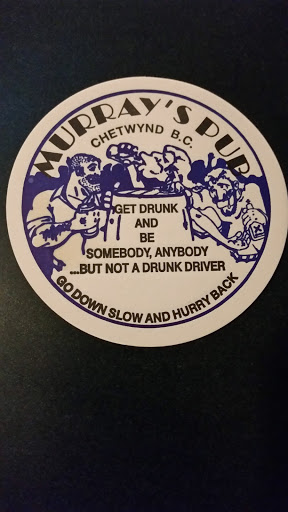 MURRAY'S PUB
CHETWYND B.C.
GET DRUNK
AND
BE
SOMEBODY, ANYBODY
...BUT NOT A DRUNK DRIVER
GO DOWN SLOW AND HURRY BACK